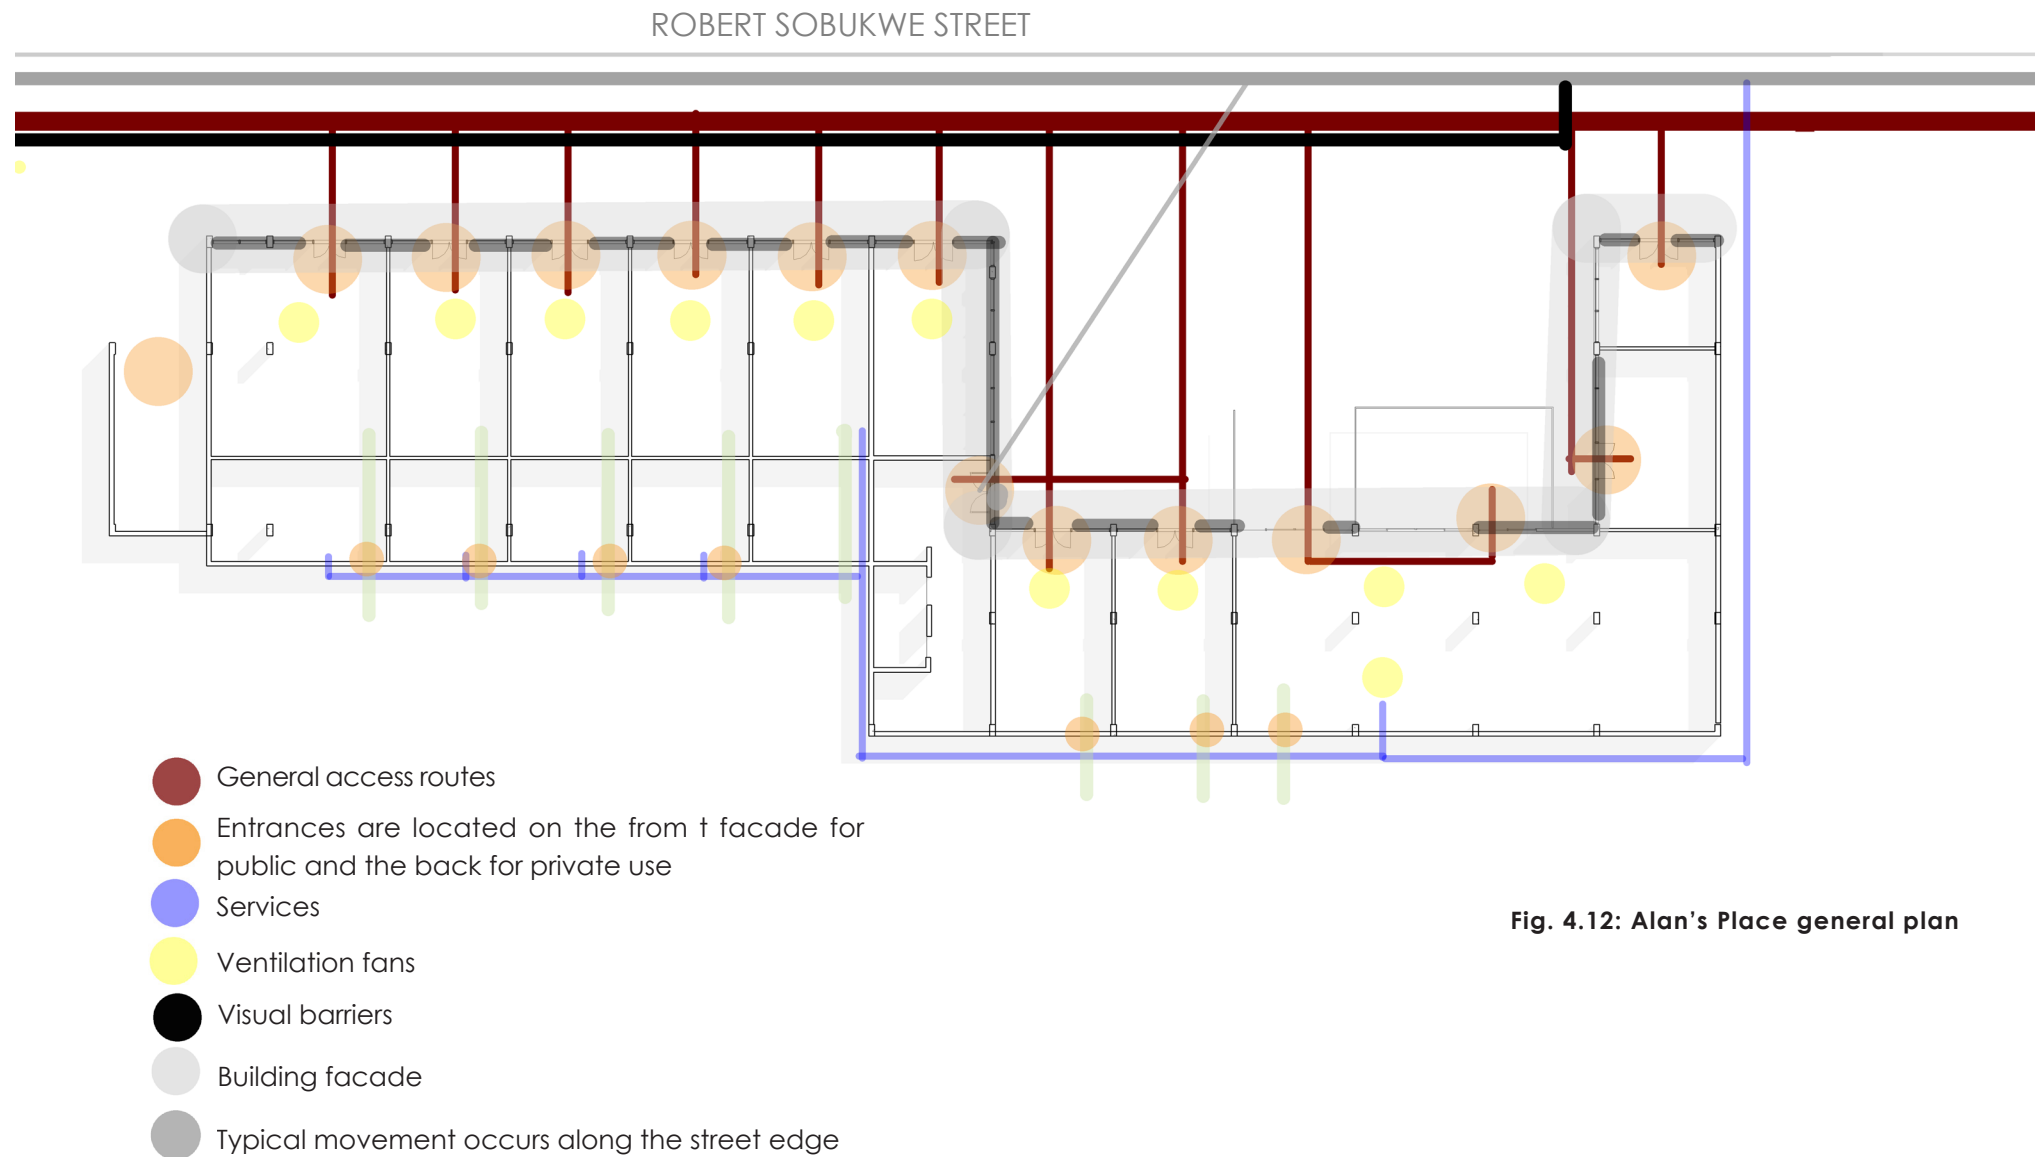 ROBERT SOBUKWE STREET
General access routes
Entrances are located on the from t facade for
public and the back for private use
Services
Ventilation fans
Visual barriers
Building facade
Typical movement occurs along the street edge
Fig. 4.12: Alan's Place general plan